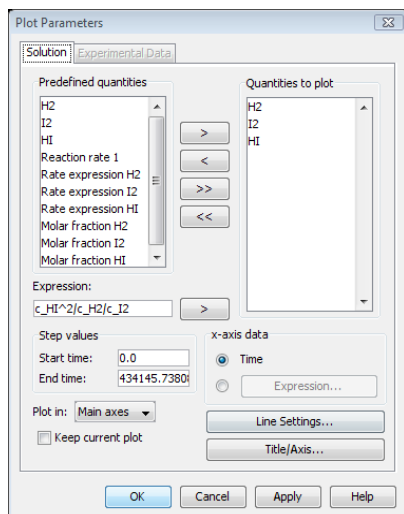 Plot Parameters
Solution
Experimental Data
Predefined quantities
H2
I2
HI
Reaction rate 1
Rate expression H2
Rate expression I2
Rate expression HI
Molar fraction H2
Molar fraction I2
Molar fraction HI
>
<
>>
<<
Quantities to plot
H2
I2
HI
Expression:
c_HI^2/c_H2/c_I2
>
Step values
Start time: 0.0
End time: 434145.7380
x-axis data
Time
Expression...
Plot in: Main axes
Keep current plot
Line Settings...
Title/Axis...
OK Cancel Apply Help